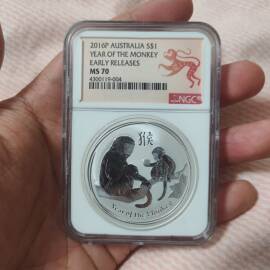 2016P AUSTRALIA S$1
YEAR OF THE MONKEY
EARLY RELEASES
MS 70
4300119-004
NGC
猴
Year of the Monkey